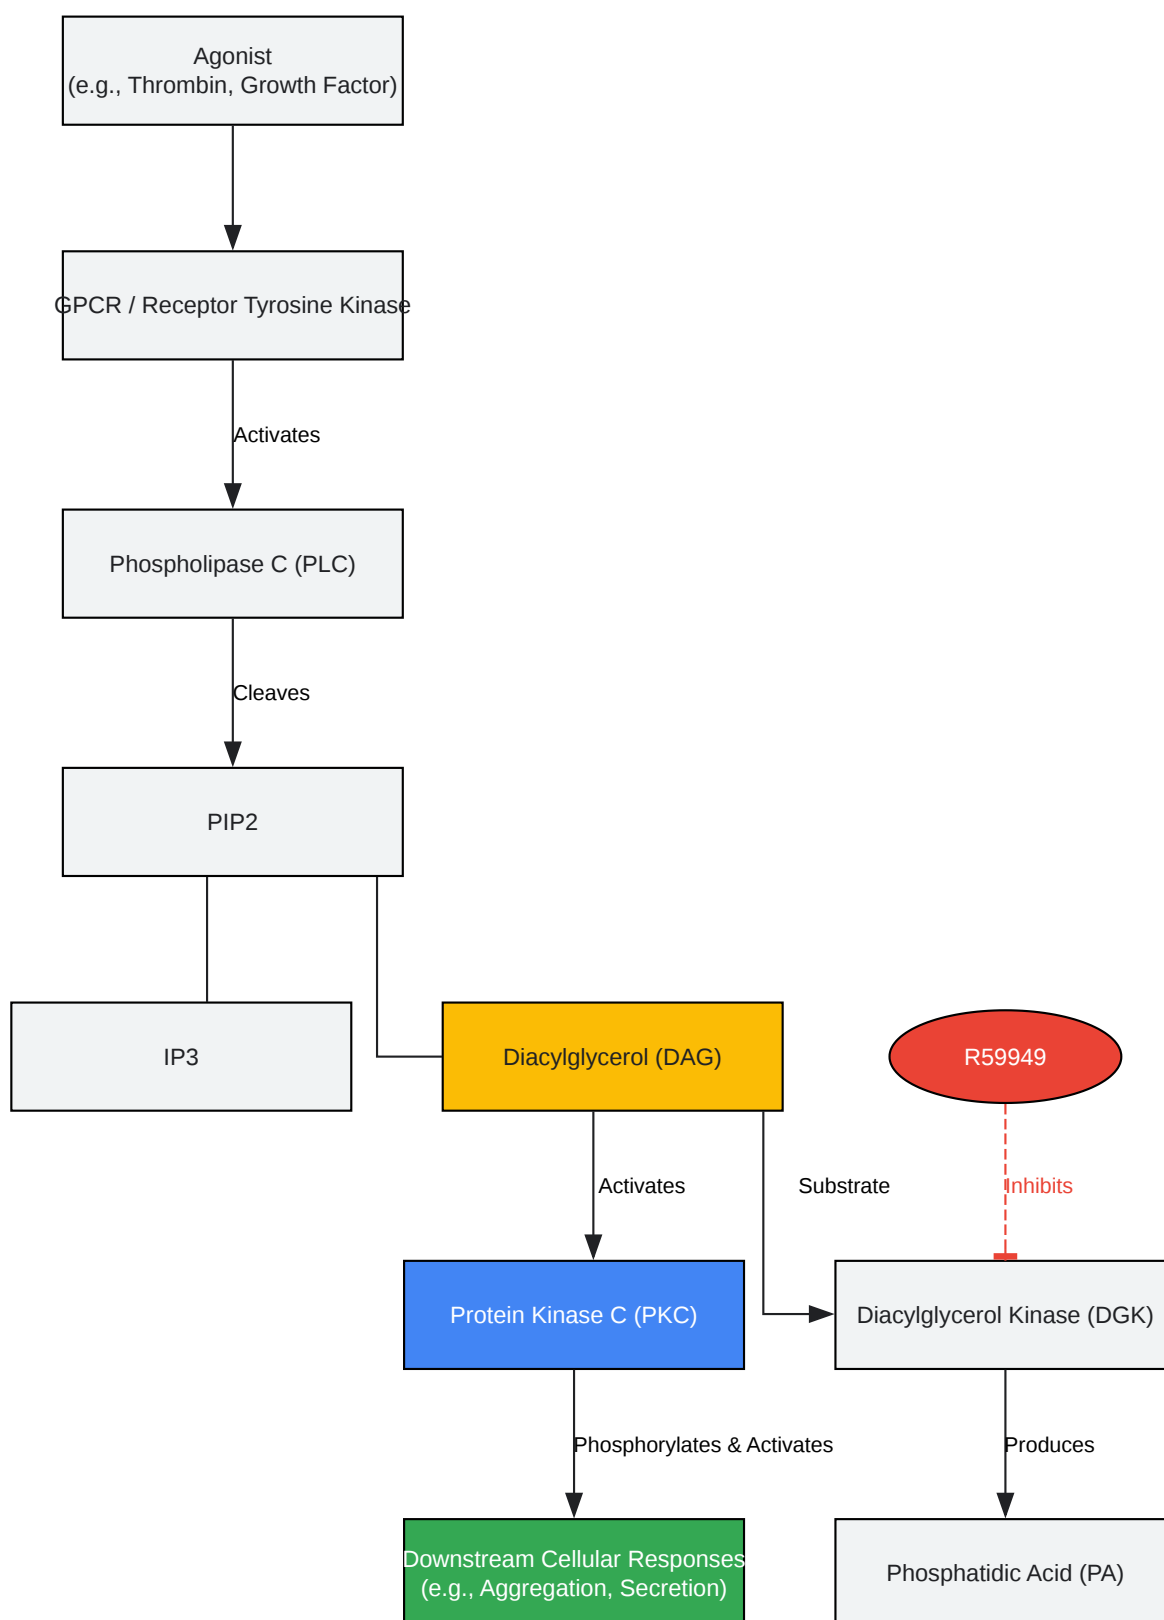 Agonist
(e.g., Thrombin, Growth Factor)
GPCR / Receptor Tyrosine Kinase
Activates
Phospholipase C (PLC)
Cleaves
PIP2
IP3
Diacylglycerol (DAG)
R59949
Activates
Substrate
Inhibits
Protein Kinase C (PKC)
Diacylglycerol Kinase (DGK)
Phosphorylates & Activates
Produces
Downstream Cellular Responses
(e.g., Aggregation, Secretion)
Phosphatidic Acid (PA)